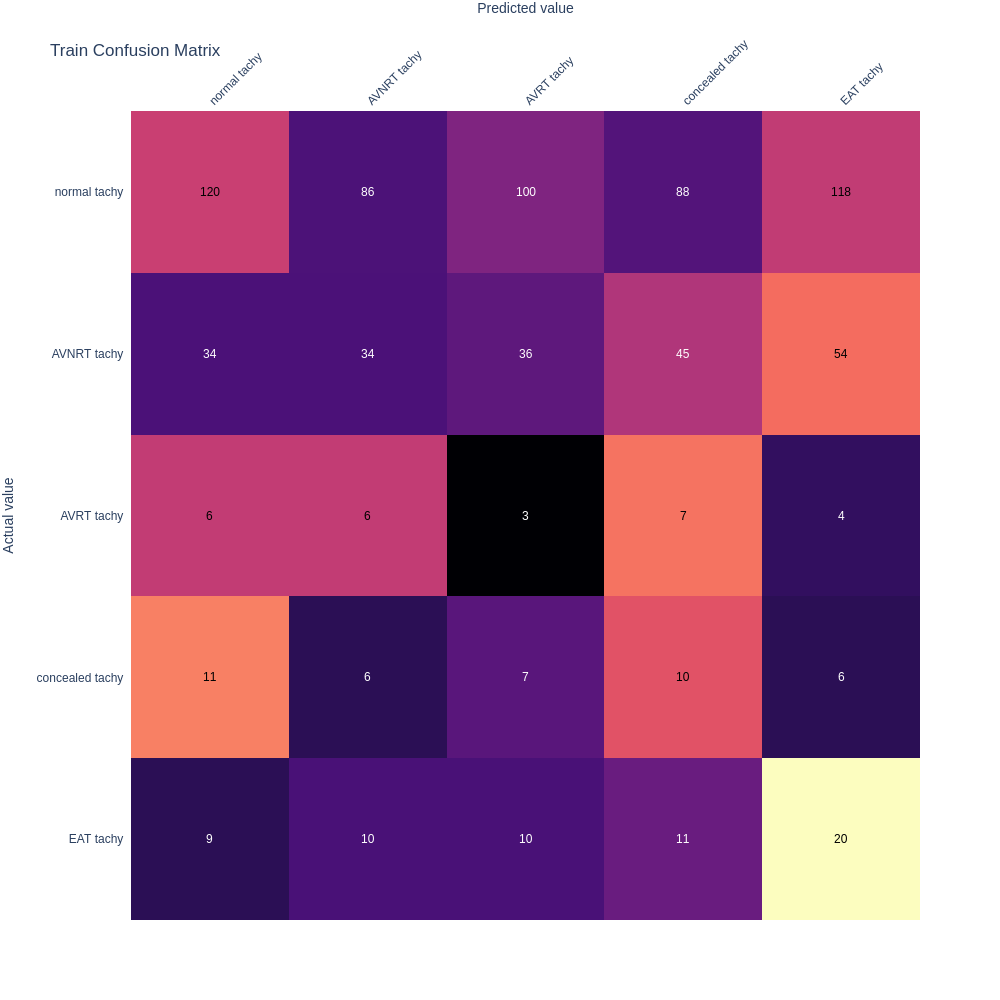 Predicted value
Train Confusion Matrix
normal tachy
AVNRT tachy
AVRT tachy
concealed tachy
EAT tachy
normal tachy 120 86 100 88 118
AVNRT tachy 34 34 36 45 54
AVRT tachy 6 6 3 7 4
concealed tachy 11 6 7 10 6
EAT tachy 9 10 10 11 20
Actual value